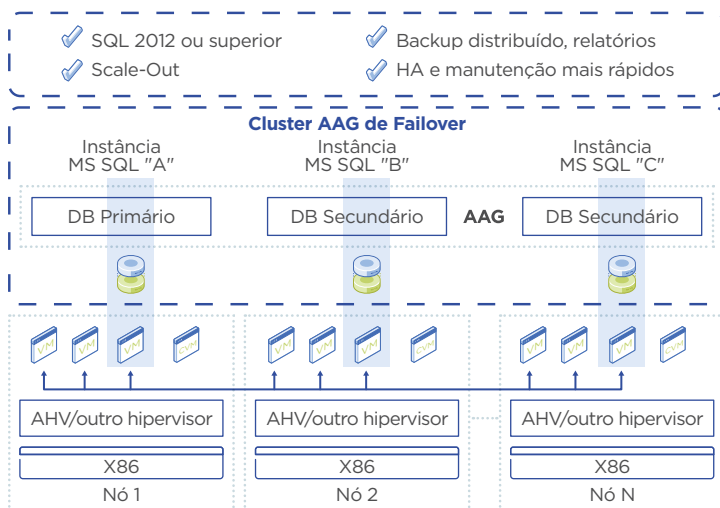 SQL 2012 ou superior
Backup distribuído, relatórios
Scale-Out
HA e manutenção mais rápidos
Cluster AAG de Failover
Instância
MS SQL "A"
Instância
MS SQL "B"
Instância
MS SQL "C"
DB Primário
DB Secundário
AAG
DB Secundário
VM
VM
VM
CVM
VM
VM
VM
CVM
VM
VM
VM
CVM
AHV/outro hipervisor
AHV/outro hipervisor
AHV/outro hipervisor
X86
X86
X86
Nó 1
Nó 2
Nó N